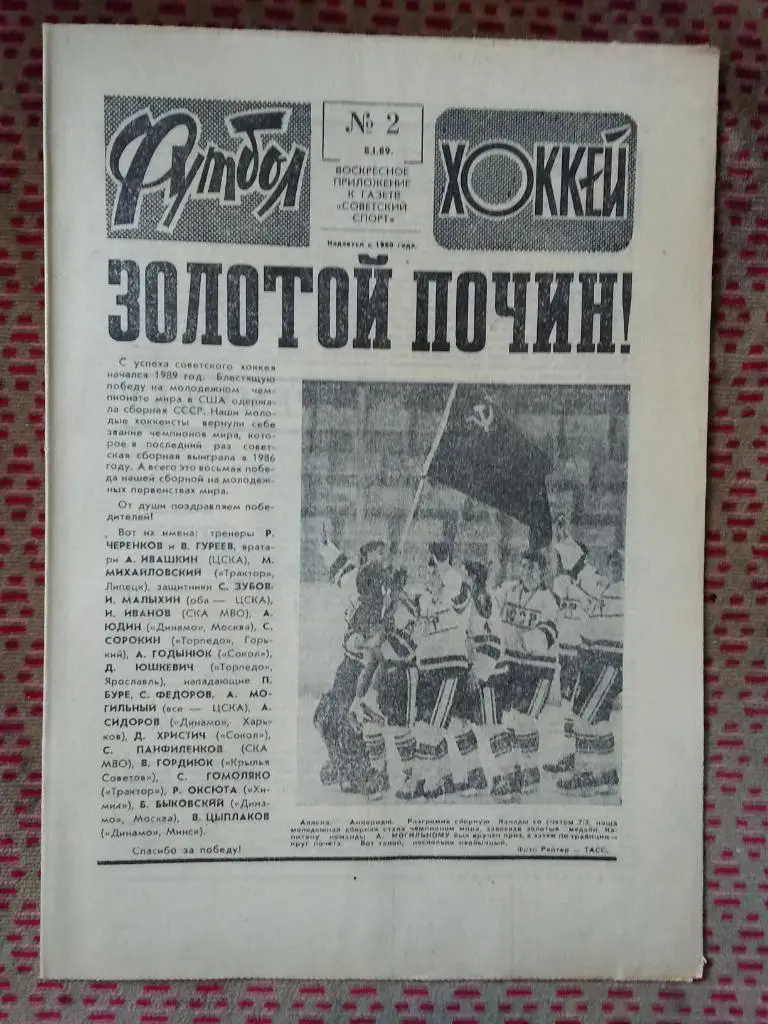 Футбол
№ 2
8.1.89.
ВОСКРЕСНОЕ
ПРИЛОЖЕНИЕ
К ГАЗЕТЕ
«СОВЕТСКИЙ
СПОРТ»
Издается с 1960 года.
ХОККЕЙ
ЗОЛОТОЙ ПОЧИН!
С успеха советского хоккея
начался 1989 год. Блестящую
победу на молодежном чем-
пионате мира в США одержа-
ла сборная СССР. Наши моло-
дые хоккеисты вернули себе
звание чемпионов мира, кото-
рое в последний раз совет-
ская сборная выиграла в 1986
году. А всего это восьмая побе-
да нашей сборной на молодеж-
ных первенствах мира.
От души поздравляем побе-
дителей!
Вот их имена: тренеры Р.
ЧЕРЕНКОВ и В. ГУРЕЕВ, врата-
ри А. ИВАШКИН (ЦСКА), М.
МИХАЙЛОВСКИЙ («Трактор»,
Липецк), защитники С. ЗУБОВ,
И. МАЛЫХИН (оба — ЦСКА),
И. ИВАНОВ (СКА МВО), А.
ЮДИН («Динамо», Москва), С.
СОРОКИН («Торпедо», Горь-
кий), А. ГОДЫНЮК («Сокол»),
Д. ЮШКЕВИЧ («Торпедо»,
Ярославль), нападающие П.
БУРЕ, С. ФЕДОРОВ, А. МО-
ГИЛЬНЫЙ (все — ЦСКА), А.
СИДОРОВ («Динамо», Харь-
ков), Д. ХРИСТИЧ («Сокол»),
С. ПАНФИЛЕНКОВ (СКА
МВО), В. ГОРДИЮК («Крылья
Советов»), С. ГОМОЛЯКО
(«Трактор»), Р. ОКСЮТА («Хи-
мик»), Б. БЫКОВСКИЙ («Дина-
мо», Москва), В. ЦЫПЛАКОВ
(«Динамо», Минск).
Спасибо за победу!
СССР
Аляска. Анкоридж. Разгромив сборную Канады со счетом 7:2, наша
молодежная сборная стала чемпионом мира, завоевав золотые медали. Ка-
питану команды А. МОГИЛЬНОМУ был вручен приз, а затем по традиции —
круг почета. Вот такой, несколько необычный.
Фото Рейтер — ТАСС.